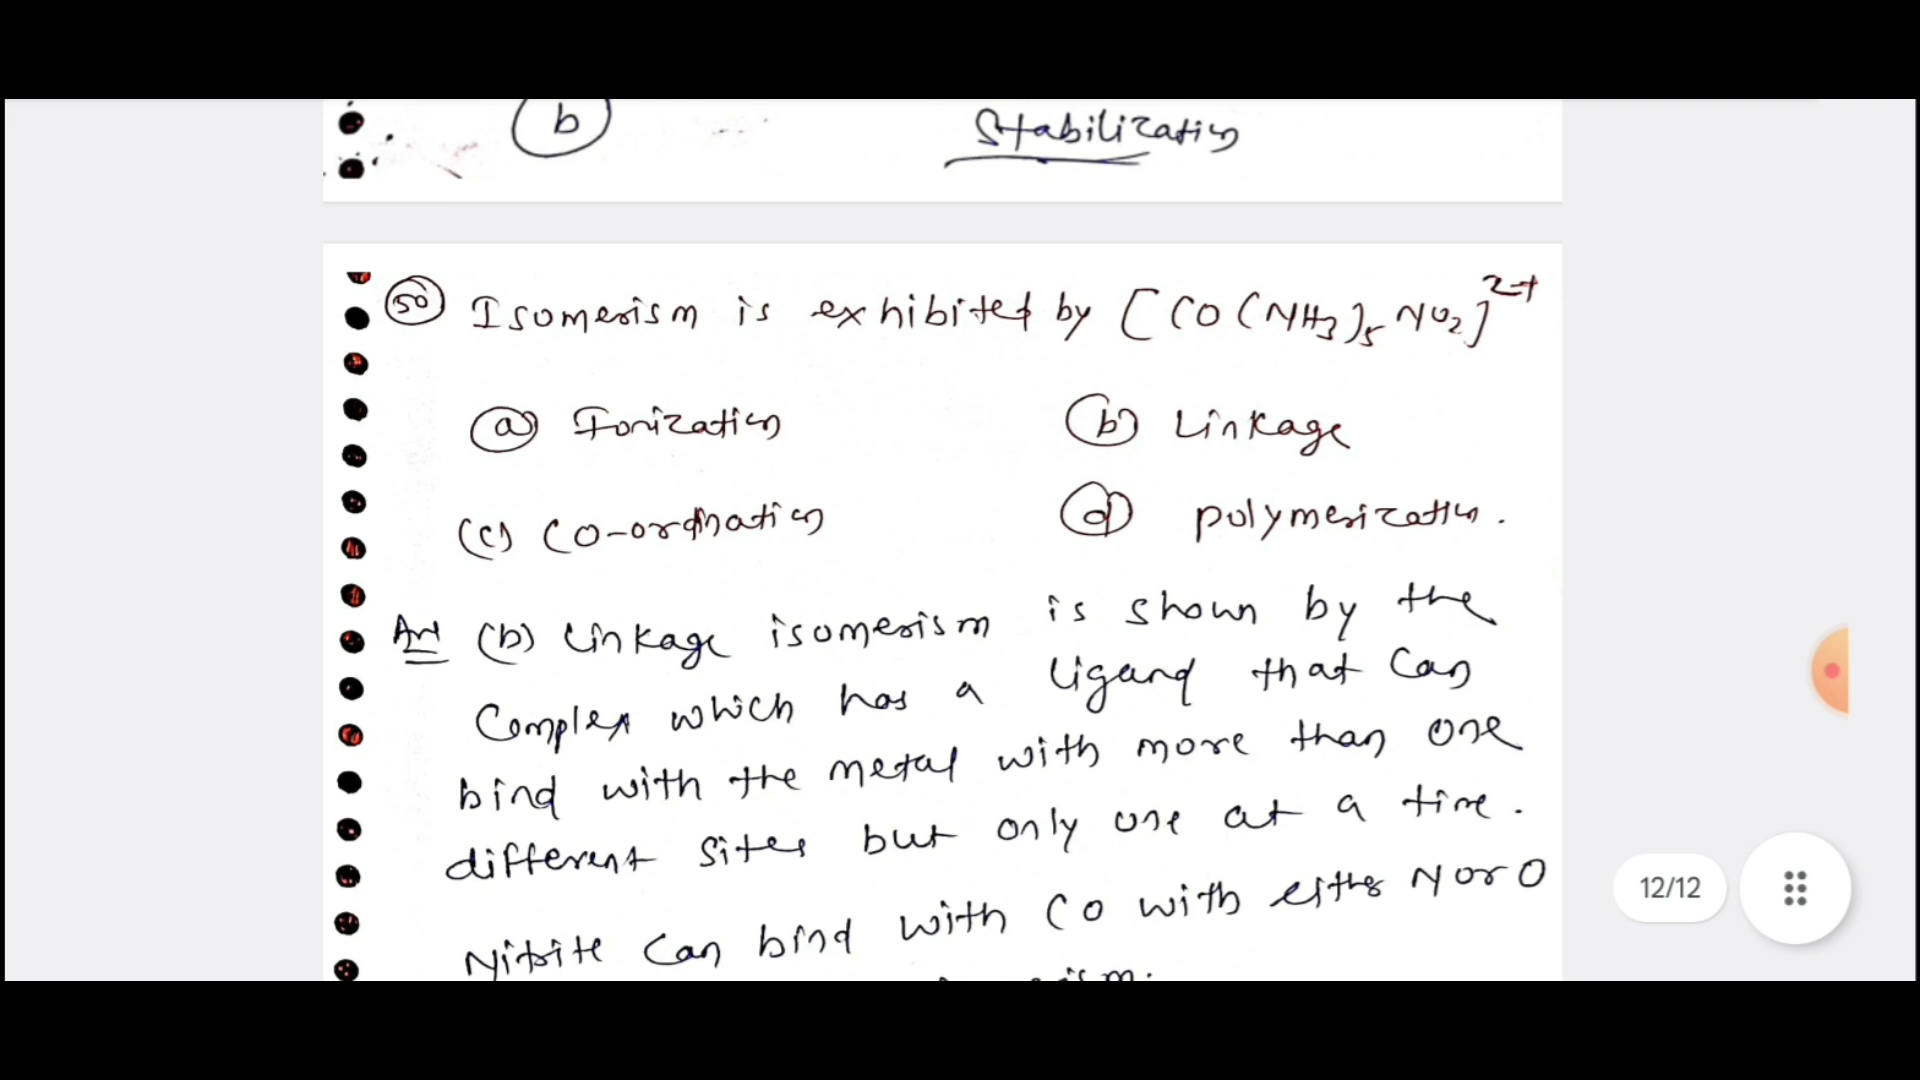 b Stabilization
50 Isomerism is exhibited by [CO(NH3)5 NO2]2+
(a) Ionization (b) Linkage
(c) CO-ordination (d) polymerization.
Ans (b) Linkage isomerism is shown by the
Complex which has a ligand that can
bind with the metal with more than one
different sites but only one at a time.
Nitrite can bind with CO with either N or O
12/12